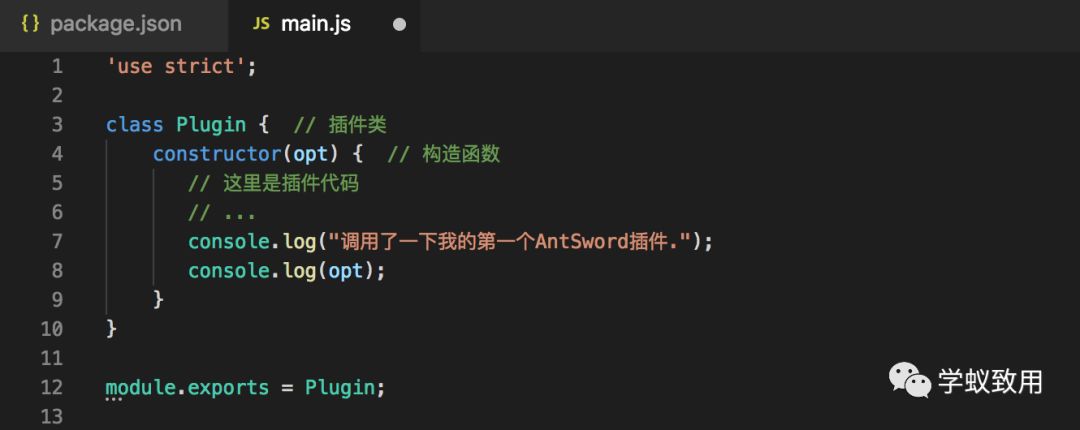 {} package.json JS main.js
1 'use strict';
2
3 class Plugin { // 插件类
4 constructor(opt) { // 构造函数
5 // 这里是插件代码
6 // ...
7 console.log("调用了一下我的第一个AntSword插件.");
8 console.log(opt);
9 }
10 }
11
12 module.exports = Plugin;
13
学蚁致用